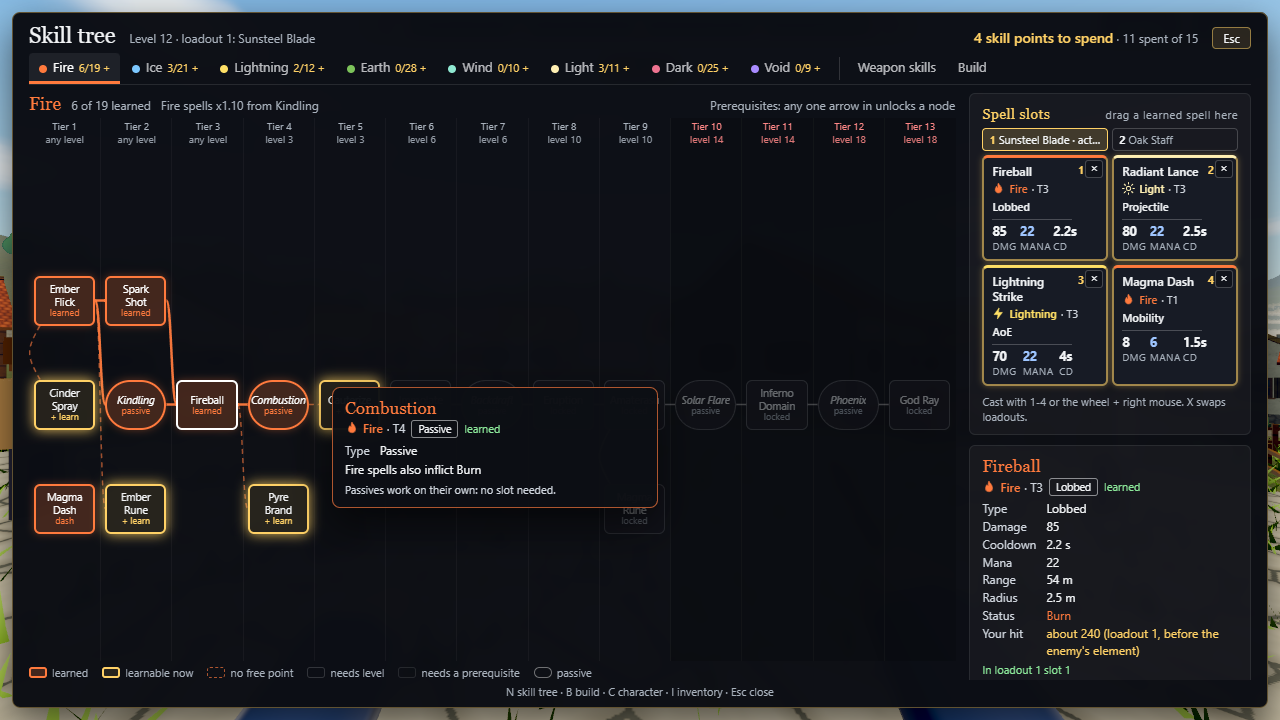 Skill tree
Level 12 · loadout 1: Sunsteel Blade
4 skill points to spend · 11 spent of 15
Esc
Fire 6/19 +
Ice 3/21 +
Lightning 2/12 +
Earth 0/28 +
Wind 0/10 +
Light 3/11 +
Dark 0/25 +
Void 0/9 +
Weapon skills
Build
Fire 6 of 19 learned Fire spells x1.10 from Kindling
Prerequisites: any one arrow in unlocks a node
Tier 1
any level
Tier 2
any level
Tier 3
any level
Tier 4
level 3
Tier 5
level 3
Tier 6
level 6
Tier 7
level 6
Tier 8
level 10
Tier 9
level 10
Tier 10
level 14
Tier 11
level 14
Tier 12
level 18
Tier 13
level 18
Ember
Flick
learned
Spark
Shot
learned
Cinder
Spray
+ learn
Kindling
passive
Fireball
learned
Combustion
passive
Solar Flare
passive
Inferno
Domain
locked
Phoenix
passive
God Ray
locked
Magma
Dash
dash
Ember
Rune
+ learn
Pyre
Brand
+ learn
Rune
locked
Combustion
Fire · T4 Passive learned
Type Passive
Fire spells also inflict Burn
Passives work on their own: no slot needed.
learned
learnable now
no free point
needs level
needs a prerequisite
passive
N skill tree · B build · C character · I inventory · Esc close
Spell slots
drag a learned spell here
1 Sunsteel Blade · act...
2 Oak Staff
Fireball 1 ×
Fire · T3
Lobbed
85 22 2.2s
DMG MANA CD
Radiant Lance 2 ×
Light · T3
Projectile
80 22 2.5s
DMG MANA CD
Lightning
Strike 3 ×
Lightning · T3
AoE
70 22 4s
DMG MANA CD
Magma Dash 4 ×
Fire · T1
Mobility
8 6 1.5s
DMG MANA CD
Cast with 1-4 or the wheel + right mouse. X swaps
loadouts.
Fireball
Fire · T3 Lobbed learned
Type Lobbed
Damage 85
Cooldown 2.2 s
Mana 22
Range 54 m
Radius 2.5 m
Status Burn
Your hit about 240 (loadout 1, before the
enemy's element)
In loadout 1 slot 1